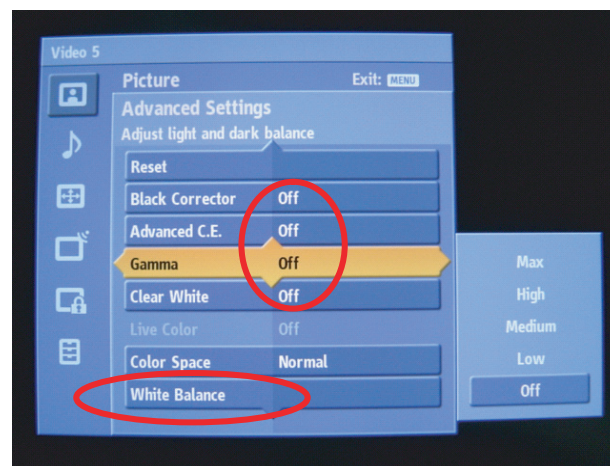 Video 5
Picture Exit: MENU
Advanced Settings
Adjust light and dark balance
Reset
Black Corrector Off
Advanced C.E. Off
Gamma Off
Clear White Off
Live Color Off
Color Space Normal
White Balance
Max
High
Medium
Low
Off